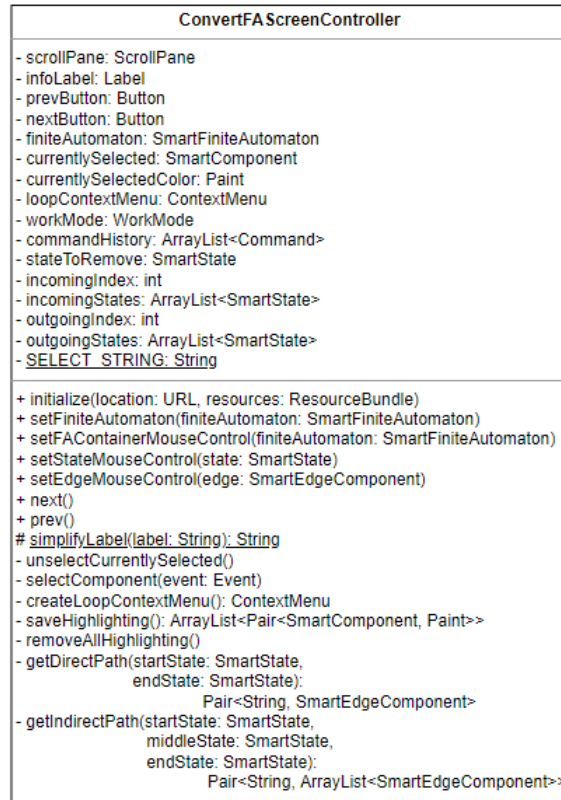 ConvertFAScreenController
- scrollPane: ScrollPane
- infoLabel: Label
- prevButton: Button
- nextButton: Button
- finiteAutomaton: SmartFiniteAutomaton
- currentlySelected: SmartComponent
- currentlySelectedColor: Paint
- loopContextMenu: ContextMenu
- workMode: WorkMode
- commandHistory: ArrayList<Command>
- stateToRemove: SmartState
- incomingIndex: int
- incomingStates: ArrayList<SmartState>
- outgoingIndex: int
- outgoingStates: ArrayList<SmartState>
- SELECT_STRING: String
+ initialize(location: URL, resources: ResourceBundle)
+ setFiniteAutomaton(finiteAutomaton: SmartFiniteAutomaton)
+ setFAContainerMouseControl(finiteAutomaton: SmartFiniteAutomaton)
+ setStateMouseControl(state: SmartState)
+ setEdgeMouseControl(edge: SmartEdgeComponent)
+ next()
+ prev()
# simplifyLabel(label: String): String
- unselectCurrentlySelected()
- selectComponent(event: Event)
- createLoopContextMenu(): ContextMenu
- saveHighlighting(): ArrayList<Pair<SmartComponent, Paint>>
- removeAllHighlighting()
- getDirectPath(startState: SmartState,
endState: SmartState):
Pair<String, SmartEdgeComponent>
- getIndirectPath(startState: SmartState,
middleState: SmartState,
endState: SmartState):
Pair<String, ArrayList<SmartEdgeComponent>>